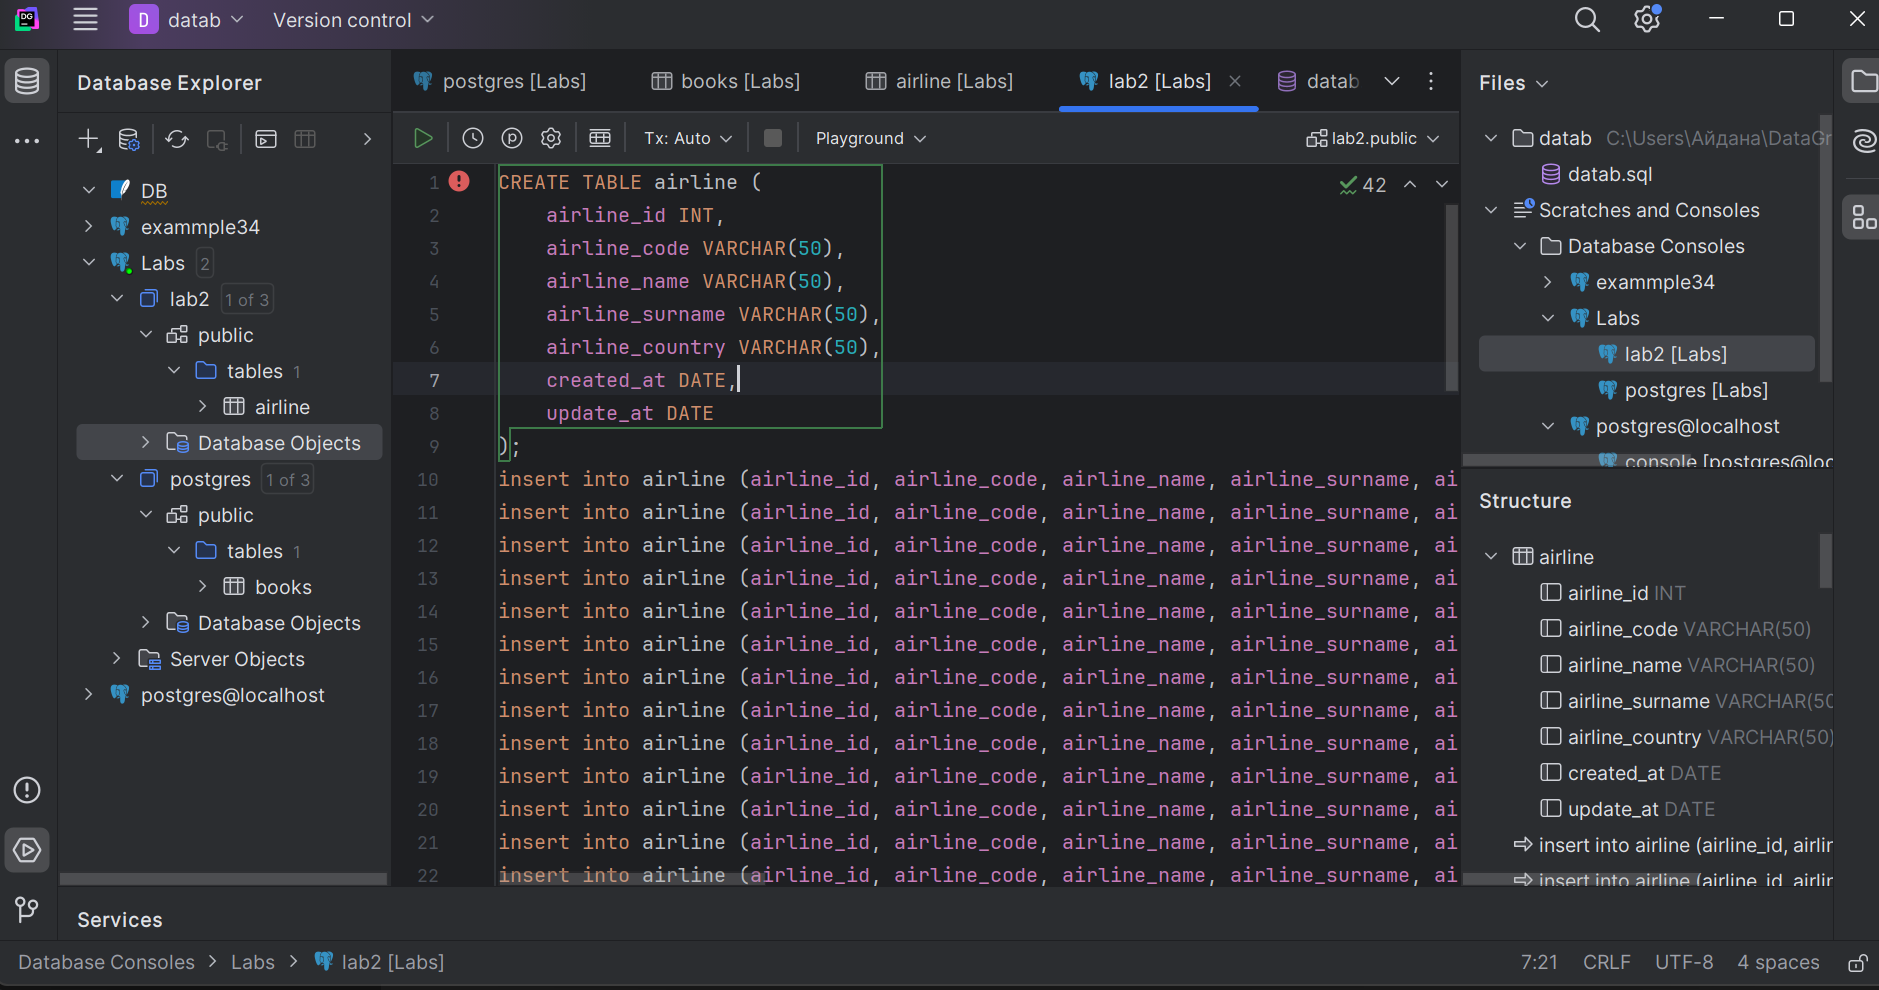 DG
D datab Version control
Database Explorer
DB
exammple34
Labs 2
lab2 1 of 3
public
tables 1
airline
Database Objects
postgres 1 of 3
public
tables 1
books
Database Objects
Server Objects
postgres@localhost
postgres [Labs] books [Labs] airline [Labs] lab2 [Labs] datab
Tx: Auto Playground lab2.public
42
1 CREATE TABLE airline (
2 airline_id INT,
3 airline_code VARCHAR(50),
4 airline_name VARCHAR(50),
5 airline_surname VARCHAR(50),
6 airline_country VARCHAR(50),
7 created_at DATE,
8 update_at DATE
9 );
10 insert into airline (airline_id, airline_code, airline_name, airline_surname, ai
11 insert into airline (airline_id, airline_code, airline_name, airline_surname, ai
12 insert into airline (airline_id, airline_code, airline_name, airline_surname, ai
13 insert into airline (airline_id, airline_code, airline_name, airline_surname, ai
14 insert into airline (airline_id, airline_code, airline_name, airline_surname, ai
15 insert into airline (airline_id, airline_code, airline_name, airline_surname, ai
16 insert into airline (airline_id, airline_code, airline_name, airline_surname, ai
17 insert into airline (airline_id, airline_code, airline_name, airline_surname, ai
18 insert into airline (airline_id, airline_code, airline_name, airline_surname, ai
19 insert into airline (airline_id, airline_code, airline_name, airline_surname, ai
20 insert into airline (airline_id, airline_code, airline_name, airline_surname, ai
21 insert into airline (airline_id, airline_code, airline_name, airline_surname, ai
22 insert into airline (airline_id, airline_code, airline_name, airline_surname, ai
Files
datab C:\Users\Айдана\DataGr
datab.sql
Scratches and Consoles
Database Consoles
exammple34
Labs
lab2 [Labs]
postgres [Labs]
postgres@localhost
console [postgres@loc
Structure
airline
airline_id INT
airline_code VARCHAR(50)
airline_name VARCHAR(50)
airline_surname VARCHAR(50
airline_country VARCHAR(50)
created_at DATE
update_at DATE
insert into airline (airline_id, airlir
insert into airline (airline_id, airlir
Services
Database Consoles > Labs > lab2 [Labs]
7:21 CRLF UTF-8 4 spaces